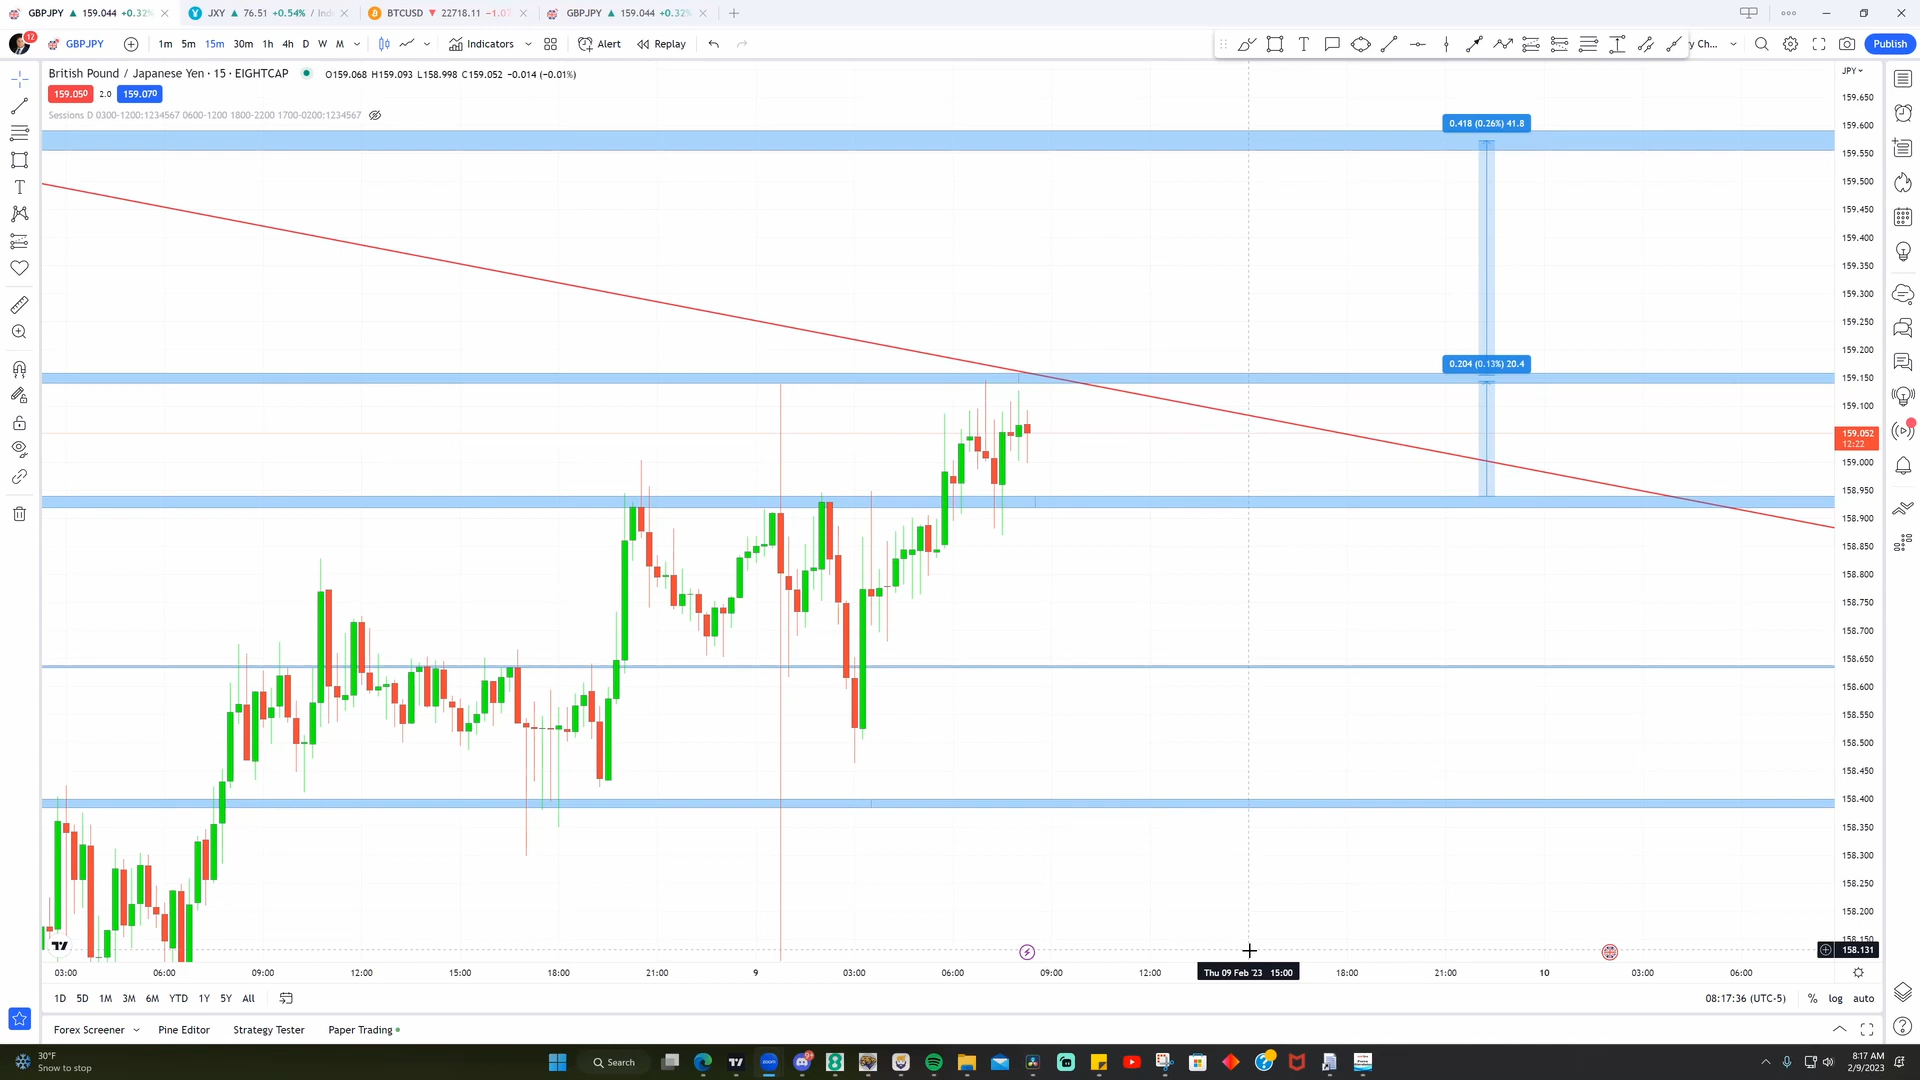 GBPJPY ▲ 159.044 +0.32%
JXY ▲ 76.51 +0.54% / Ind
BTCUSD ▼ 22718.11 −1.0
GBPJPY ▲ 159.044 +0.32%
12
GBPJPY
1m 5m 15m 30m 1h 4h D W M
Indicators
Alert
Replay
y Ch...
Publish
British Pound / Japanese Yen · 15 · EIGHTCAP
O159.068 H159.093 L158.998 C159.052 −0.014 (−0.01%)
JPY
159.050 2.0 159.070
Sessions D 0300-1200:1234567 0600-1200 1800-2200 1700-0200:1234567
0.418 (0.26%) 41.8
0.204 (0.13%) 20.4
159.650
159.600
159.550
159.500
159.450
159.400
159.350
159.300
159.250
159.200
159.150
159.100
159.052
12:22
159.000
158.950
158.900
158.850
158.800
158.750
158.700
158.650
158.600
158.550
158.500
158.450
158.400
158.350
158.300
158.250
158.200
158.150
158.131
03:00 06:00 09:00 12:00 15:00 18:00 21:00 9 03:00 06:00 09:00 12:00 Thu 09 Feb '23 15:00 18:00 21:00 10 03:00 06:00
1D 5D 1M 3M 6M YTD 1Y 5Y All
08:17:36 (UTC-5) % log auto
Forex Screener Pine Editor Strategy Tester Paper Trading
30°F
Snow to stop
Search
zoom
8:17 AM
2/9/2023